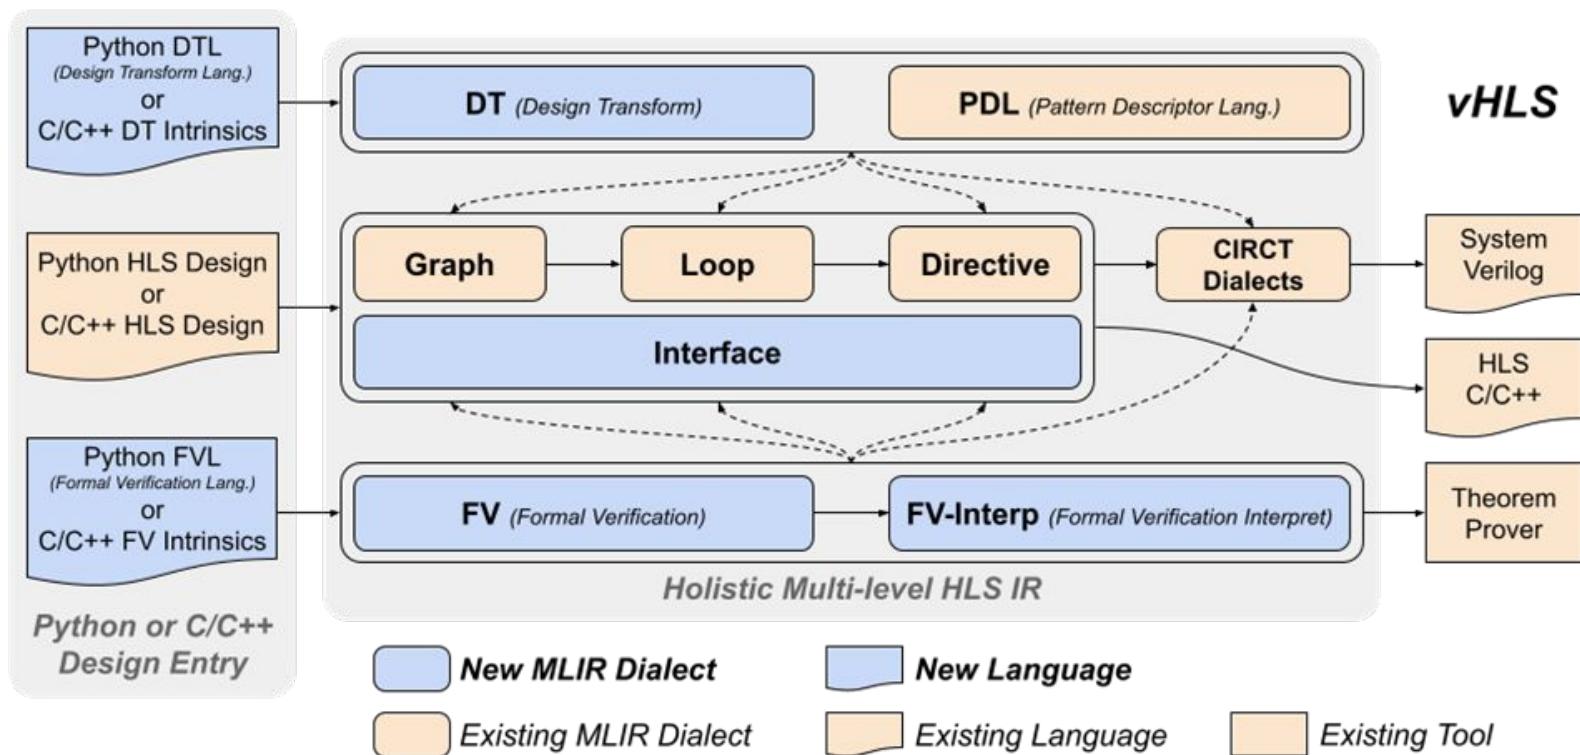 Python DTL
(Design Transform Lang.)
or
C/C++ DT Intrinsics
DT (Design Transform)
PDL (Pattern Descriptor Lang.)
vHLS
Python HLS Design
or
C/C++ HLS Design
Graph
Loop
Directive
CIRCT
Dialects
Interface
System
Verilog
HLS
C/C++
Python FVL
(Formal Verification Lang.)
or
C/C++ FV Intrinsics
FV (Formal Verification)
FV-Interp (Formal Verification Interpret)
Theorem
Prover
Holistic Multi-level HLS IR
Python or C/C++
Design Entry
New MLIR Dialect
New Language
Existing MLIR Dialect
Existing Language
Existing Tool